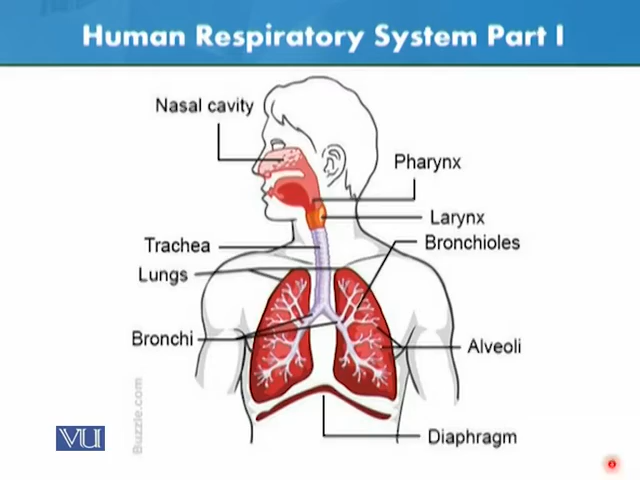 Human Respiratory System Part I
Nasal cavity
Pharynx
Larynx
Trachea
Bronchioles
Lungs
Bronchi
Alveoli
Diaphragm
Buzzle.com
VU